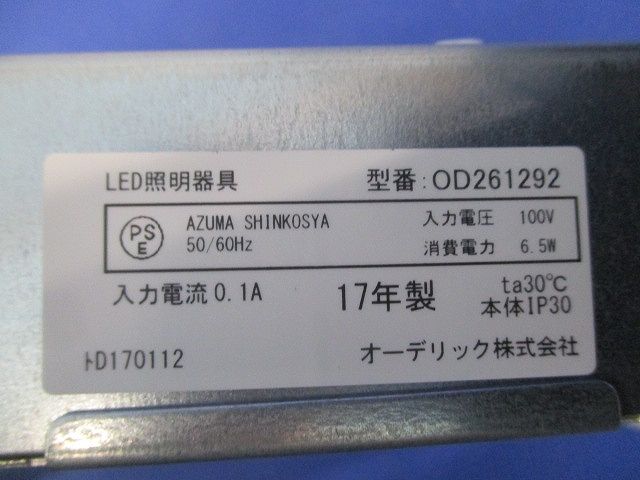 LED照明器具 型番:OD261292
PSE AZUMA SHINKOSYA 入力電圧 100V
50/60Hz 消費電力 6.5W
入力電流0.1A 17年製 ta30℃
本体IP30
ﾄD170112 オーデリック株式会社